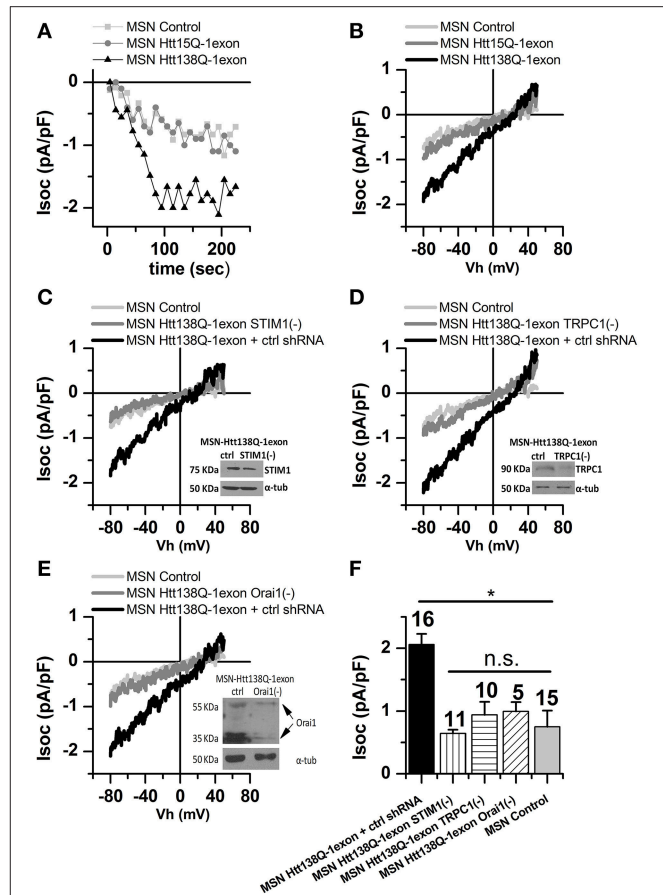 A
MSN Control
MSN Htt15Q-1exon
MSN Htt138Q-1exon
0
-1
-2
Isoc (pA/pF)
0 100 200
time (sec)
B
MSN Control
MSN Htt15Q-1exon
MSN Htt138Q-1exon
1
0
-1
-2
Isoc (pA/pF)
-80 -40 0 40 80
Vh (mV)
C
MSN Control
MSN Htt138Q-1exon STIM1(-)
MSN Htt138Q-1exon + ctrl shRNA
1
0
-1
-2
Isoc (pA/pF)
MSN-Htt138Q-1exon
ctrl STIM1(-)
75 KDa STIM1
50 KDa α-tub
-80 -40 0 40 80
Vh (mV)
D
MSN Control
MSN Htt138Q-1exon TRPC1(-)
MSN Htt138Q-1exon + ctrl shRNA
1
0
-1
-2
Isoc (pA/pF)
MSN-Htt138Q-1exon
ctrl TRPC1(-)
90 KDa TRPC1
50 KDa α-tub
-80 -40 0 40 80
Vh (mV)
E
MSN Control
MSN Htt138Q-1exon Orai1(-)
MSN Htt138Q-1exon + ctrl shRNA
1
0
-1
-2
Isoc (pA/pF)
MSN-Htt138Q-1exon
ctrl Orai1(-)
55 KDa
Orai1
35 KDa
50 KDa α-tub
-80 -40 0 40 80
Vh (mV)
F
*
16
n.s.
11 10 5 15
2
1
0
Isoc (pA/pF)
MSN Htt138Q-1exon + ctrl shRNA
MSN Htt138Q-1exon STIM1(-)
MSN Htt138Q-1exon TRPC1(-)
MSN Htt138Q-1exon Orai1(-)
MSN Control